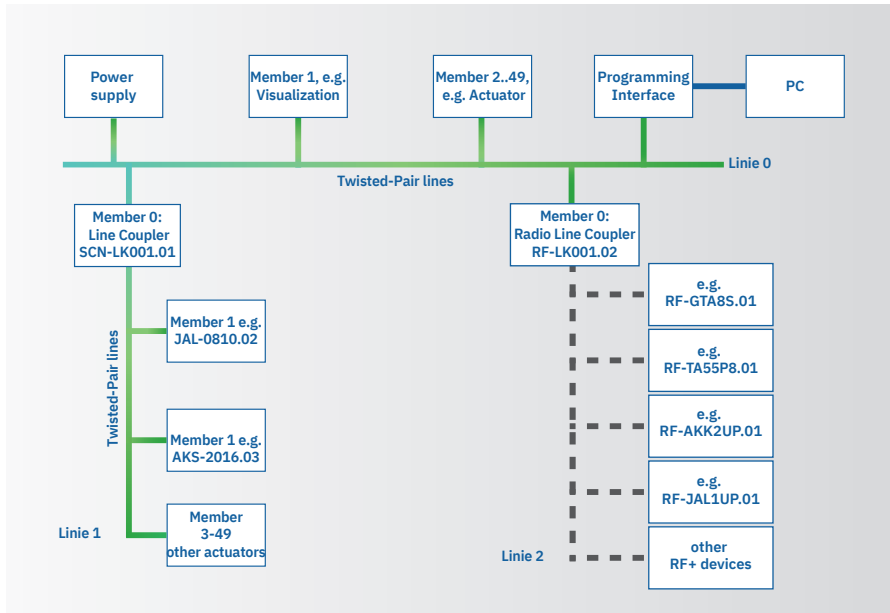 Power
supply
Member 1, e.g.
Visualization
Member 2..49,
e.g. Actuator
Programming
Interface
PC
Linie 0
Twisted-Pair lines
Member 0:
Line Coupler
SCN-LK001.01
Member 0:
Radio Line Coupler
RF-LK001.02
Twisted-Pair lines
Member 1 e.g.
JAL-0810.02
Member 1 e.g.
AKS-2016.03
Member
3-49
other actuators
Linie 1
e.g.
RF-GTA8S.01
e.g.
RF-TA55P8.01
e.g.
RF-AKK2UP.01
e.g.
RF-JAL1UP.01
other
RF+ devices
Linie 2